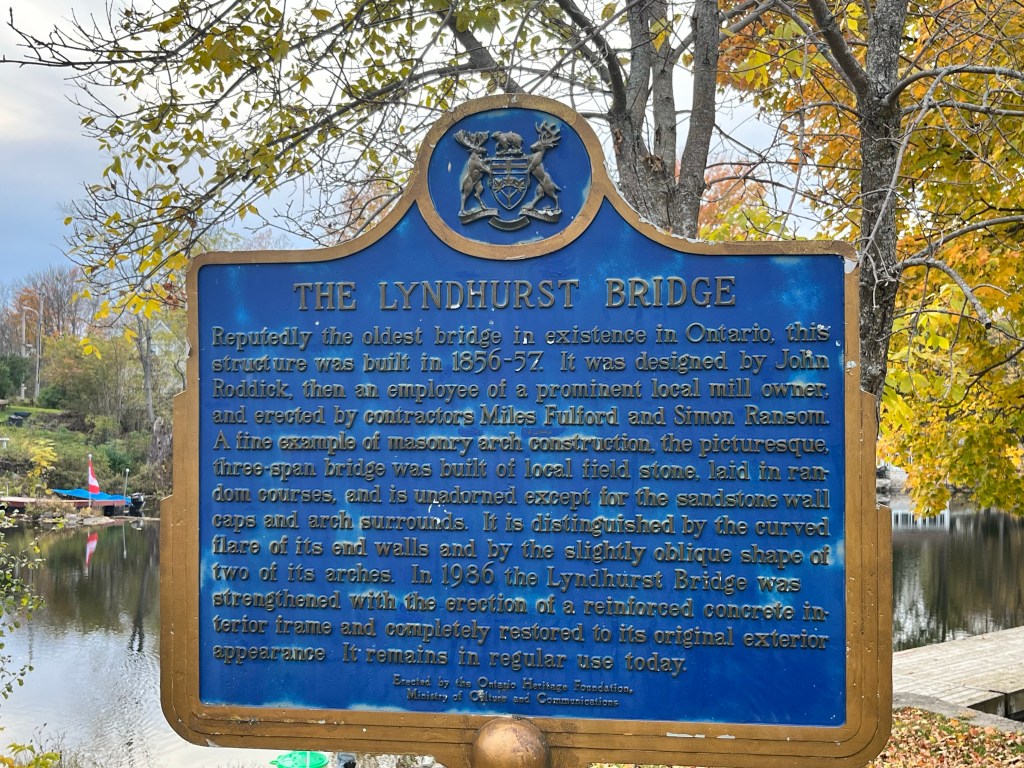 THE LYNDHURST BRIDGE
Reputedly the oldest bridge in existence in Ontario, this
structure was built in 1856-57. It was designed by John
Roddick, then an employee of a prominent local mill owner,
and erected by contractors Miles Fulford and Simon Ransom.
A fine example of masonry arch construction, the picturesque,
three-span bridge was built of local field stone, laid in ran-
dom courses, and is unadorned except for the sandstone wall
caps and arch surrounds. It is distinguished by the curved
flare of its end walls and by the slightly oblique shape of
two of its arches. In 1986 the Lyndhurst Bridge was
strengthened with the erection of a reinforced concrete in-
terior frame and completely restored to its original exterior
appearance. It remains in regular use today.
Erected by the Ontario Heritage Foundation,
Ministry of Culture and Communications